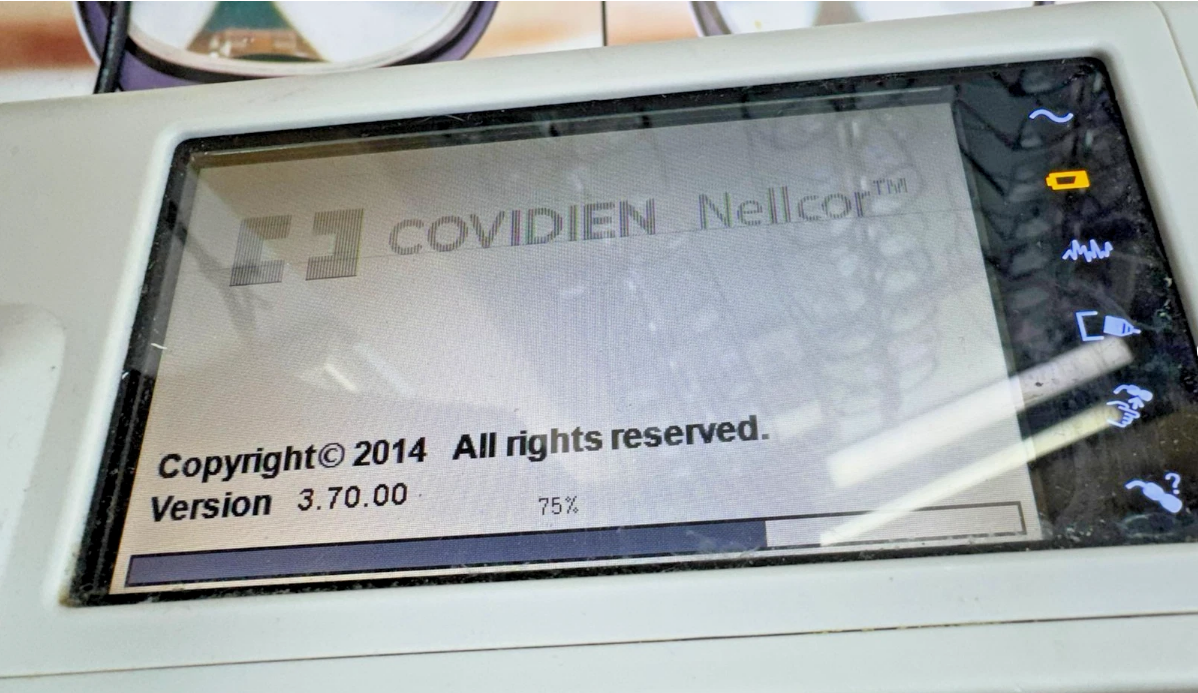 COVIDIEN Nellcor™
Copyright© 2014 All rights reserved.
Version 3.70.00
75%